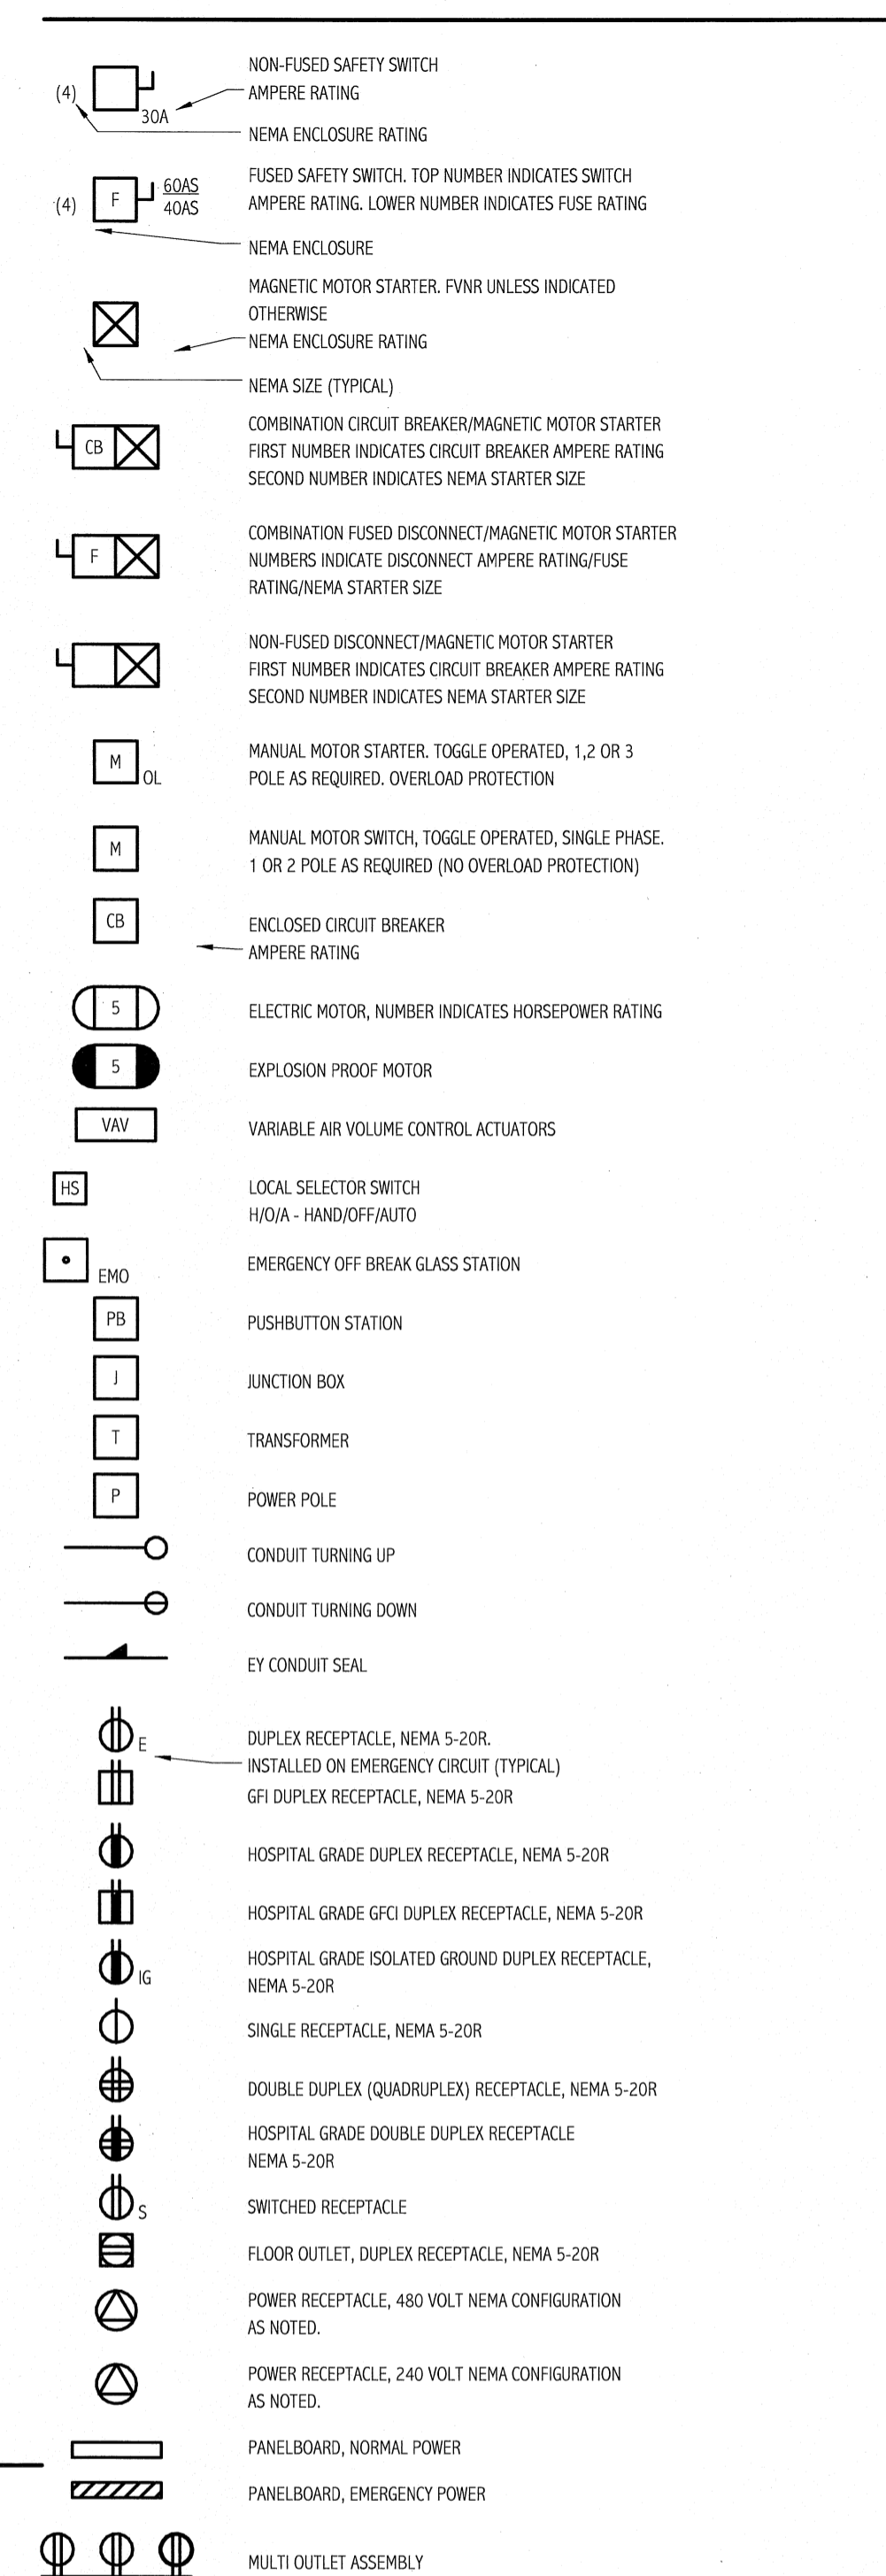 NON-FUSED SAFETY SWITCH
(4)
AMPERE RATING
30A
NEMA ENCLOSURE RATING
FUSED SAFETY SWITCH. TOP NUMBER INDICATES SWITCH
60AS
F
(4)
40AS
AMPERE RATING. LOWER NUMBER INDICATES FUSE RATING
NEMA ENCLOSURE
MAGNETIC MOTOR STARTER. FVNR UNLESS INDICATED
OTHERWISE
NEMA ENCLOSURE RATING
NEMA SIZE (TYPICAL)
COMBINATION CIRCUIT BREAKER/MAGNETIC MOTOR STARTER
CB
FIRST NUMBER INDICATES CIRCUIT BREAKER AMPERE RATING
SECOND NUMBER INDICATES NEMA STARTER SIZE
COMBINATION FUSED DISCONNECT/MAGNETIC MOTOR STARTER
F
NUMBERS INDICATE DISCONNECT AMPERE RATING/FUSE
RATING/NEMA STARTER SIZE
NON-FUSED DISCONNECT/MAGNETIC MOTOR STARTER
FIRST NUMBER INDICATES CIRCUIT BREAKER AMPERE RATING
SECOND NUMBER INDICATES NEMA STARTER SIZE
M
OL
MANUAL MOTOR STARTER. TOGGLE OPERATED, 1,2 OR 3
POLE AS REQUIRED. OVERLOAD PROTECTION
M
MANUAL MOTOR SWITCH, TOGGLE OPERATED, SINGLE PHASE.
1 OR 2 POLE AS REQUIRED (NO OVERLOAD PROTECTION)
CB
ENCLOSED CIRCUIT BREAKER
AMPERE RATING
5
ELECTRIC MOTOR, NUMBER INDICATES HORSEPOWER RATING
5
EXPLOSION PROOF MOTOR
VAV
VARIABLE AIR VOLUME CONTROL ACTUATORS
HS
LOCAL SELECTOR SWITCH
H/O/A - HAND/OFF/AUTO
EMO
EMERGENCY OFF BREAK GLASS STATION
PB
PUSHBUTTON STATION
J
JUNCTION BOX
T
TRANSFORMER
P
POWER POLE
CONDUIT TURNING UP
CONDUIT TURNING DOWN
EY CONDUIT SEAL
E
DUPLEX RECEPTACLE, NEMA 5-20R.
INSTALLED ON EMERGENCY CIRCUIT (TYPICAL)
GFI DUPLEX RECEPTACLE, NEMA 5-20R
HOSPITAL GRADE DUPLEX RECEPTACLE, NEMA 5-20R
HOSPITAL GRADE GFCI DUPLEX RECEPTACLE, NEMA 5-20R
IG
HOSPITAL GRADE ISOLATED GROUND DUPLEX RECEPTACLE,
NEMA 5-20R
SINGLE RECEPTACLE, NEMA 5-20R
DOUBLE DUPLEX (QUADRUPLEX) RECEPTACLE, NEMA 5-20R
HOSPITAL GRADE DOUBLE DUPLEX RECEPTACLE
NEMA 5-20R
S
SWITCHED RECEPTACLE
FLOOR OUTLET, DUPLEX RECEPTACLE, NEMA 5-20R
POWER RECEPTACLE, 480 VOLT NEMA CONFIGURATION
AS NOTED.
POWER RECEPTACLE, 240 VOLT NEMA CONFIGURATION
AS NOTED.
PANELBOARD, NORMAL POWER
PANELBOARD, EMERGENCY POWER
MULTI OUTLET ASSEMBLY